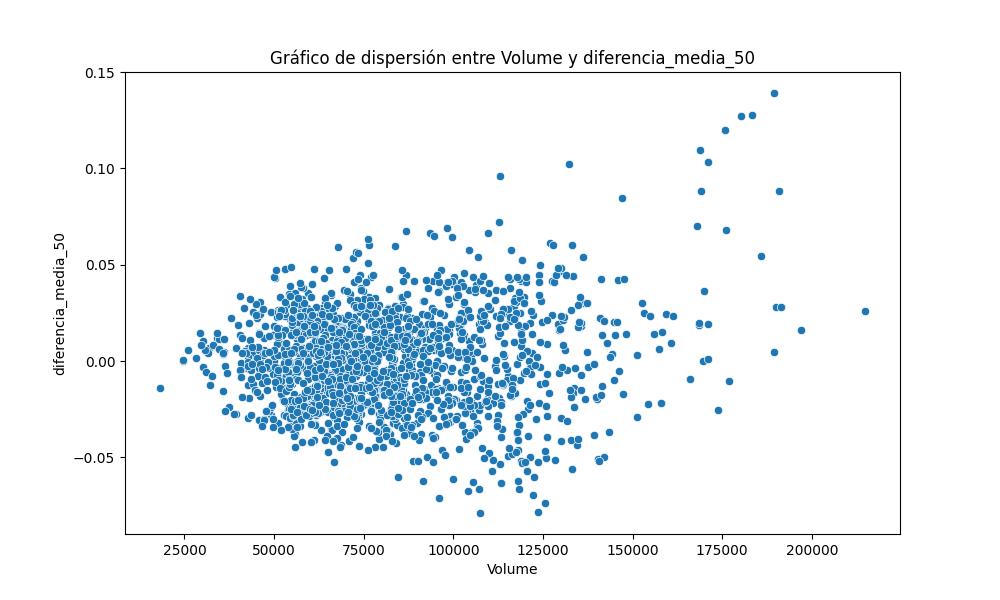 Gráfico de dispersión entre Volume y diferencia_media_50
0.15
0.10
0.05
0.00
−0.05
diferencia_media_50
25000 50000 75000 100000 125000 150000 175000 200000
Volume